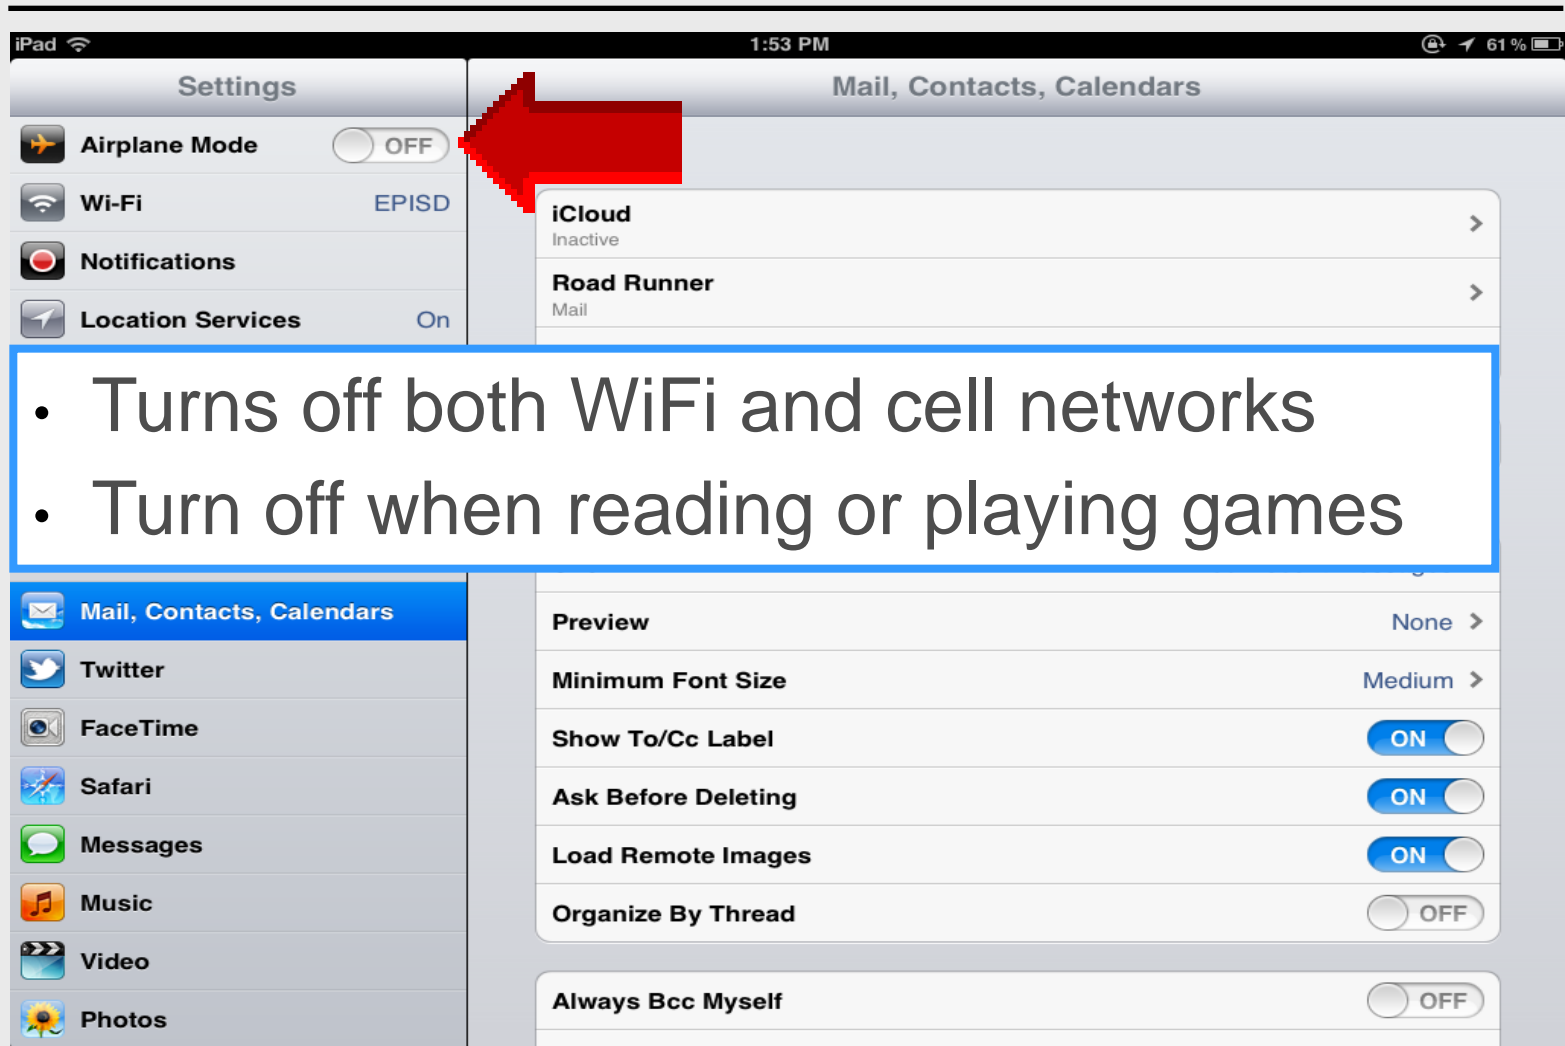 iPad
1:53 PM
61%
Settings
Mail, Contacts, Calendars
Airplane Mode OFF
Wi-Fi EPISD
Notifications
Location Services On
iCloud
Inactive
Road Runner
Mail
• Turns off both WiFi and cell networks
• Turn off when reading or playing games
Mail, Contacts, Calendars
Twitter
FaceTime
Safari
Messages
Music
Video
Photos
Preview None
Minimum Font Size Medium
Show To/Cc Label ON
Ask Before Deleting ON
Load Remote Images ON
Organize By Thread OFF
Always Bcc Myself OFF